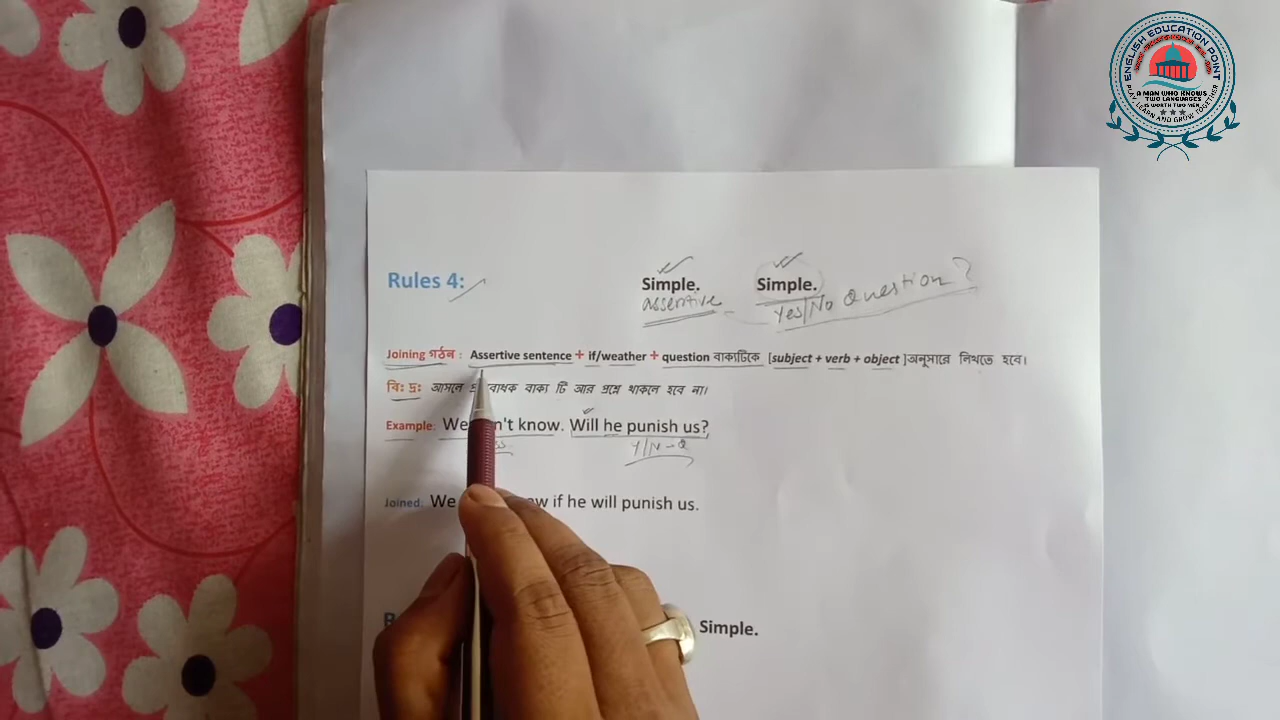 ENGLISH EDUCATION POINT
A MAN WHO KNOWS
TWO LANGUAGES
IS WORTH TWO MEN
PLAY, LEARN AND GROW TOGETHER
Rules 4: Simple. Simple.
assertive Yes/No Question?
Joining গঠন : Assertive sentence + if/weather + question বাক্যটিকে [subject + verb + object ]অনুসারে লিখতে হবে।
বি: দ্র: আসলে বোধক বাক্য টি আর প্রশ্নে থাকলে হবে না।
Example: We n't know. Will he punish us?
Y/N - Q
Joined: We if he will punish us.
Simple.